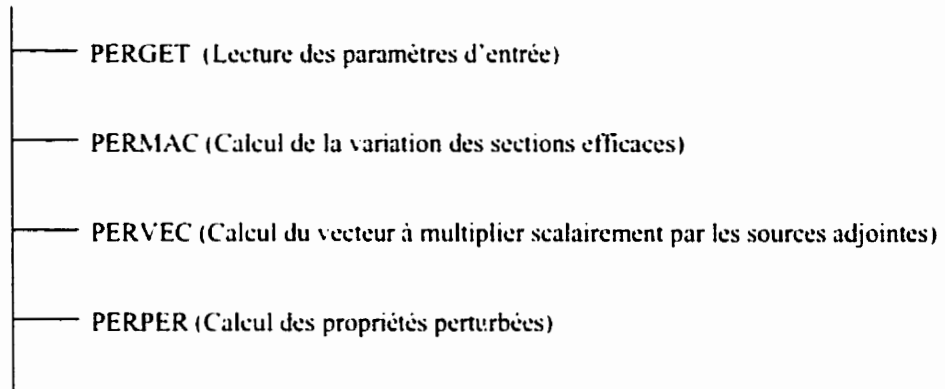 PERGET (Lecture des paramètres d'entrée)
PERMAC (Calcul de la variation des sections efficaces)
PERVEC (Calcul du vecteur à multiplier scalairement par les sources adjointes)
PERPER (Calcul des propriétés perturbées)